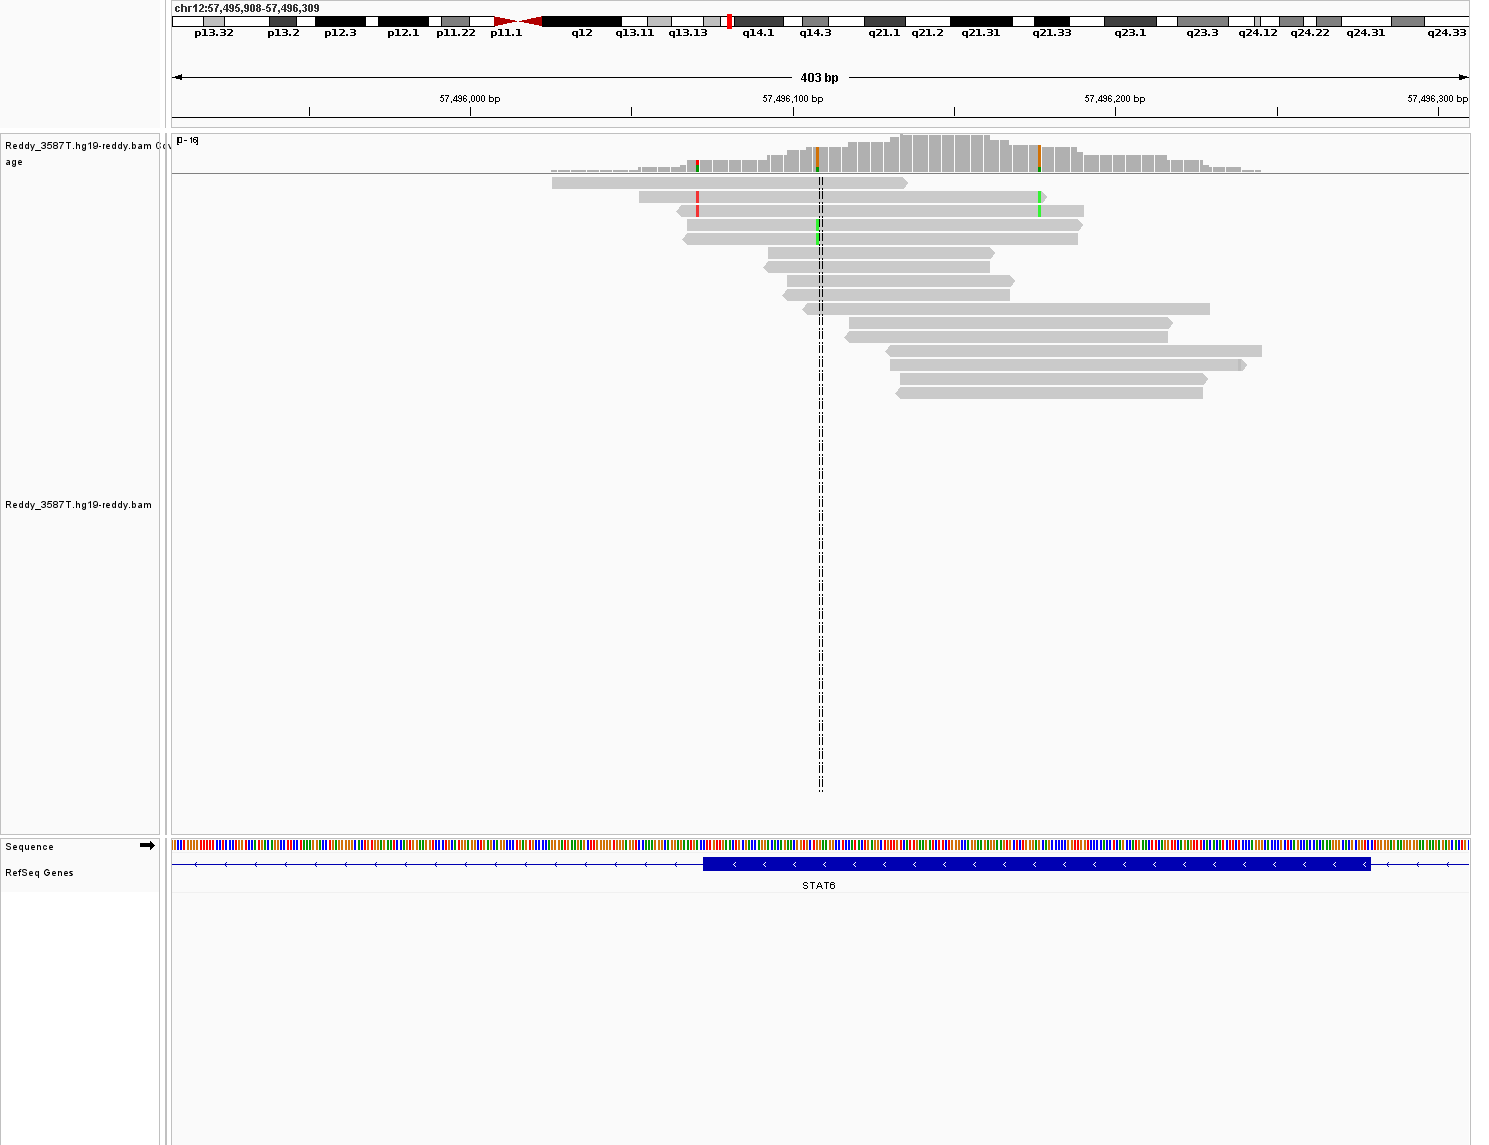 chr12:57,495,908-57,496,309
p13.32 p13.2 p12.3 p12.1 p11.22 p11.1 q12 q13.11 q13.13 q14.1 q14.3 q21.1 q21.2 q21.31 q21.33 q23.1 q23.3 q24.12 q24.22 q24.31 q24.33
403 bp
57,496,000 bp 57,496,100 bp 57,496,200 bp 57,496,300 bp
[0 - 16]
Reddy_3587T.hg19-reddy.bam Cov
age
Reddy_3587T.hg19-reddy.bam
Sequence
RefSeq Genes
STAT6